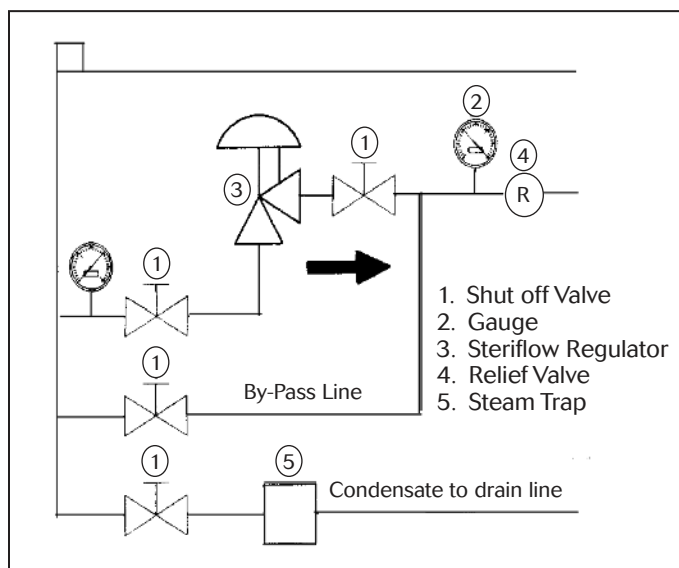 2
1
4
3
R
1
1. Shut off Valve
2. Gauge
3. Steriflow Regulator
4. Relief Valve
5. Steam Trap
1
By-Pass Line
1
5
Condensate to drain line